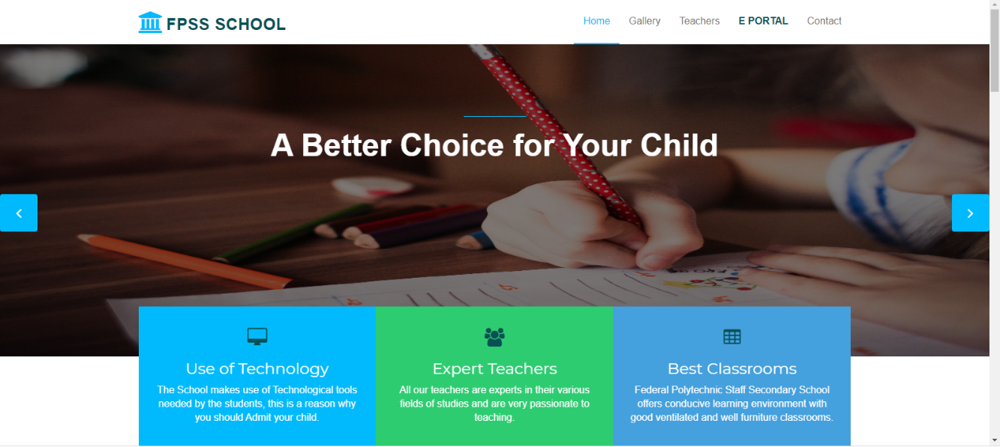 FPSS SCHOOL
Home Gallery Teachers E PORTAL Contact
A Better Choice for Your Child
Use of Technology
The School makes use of Technological tools
needed by the students, this is a reason why
you should Admit your child.
Expert Teachers
All our teachers are experts in their various
fields of studies and are very passionate to
teaching.
Best Classrooms
Federal Polytechnic Staff Secondary School
offers conducive learning environment with
good ventilated and well furniture classrooms.